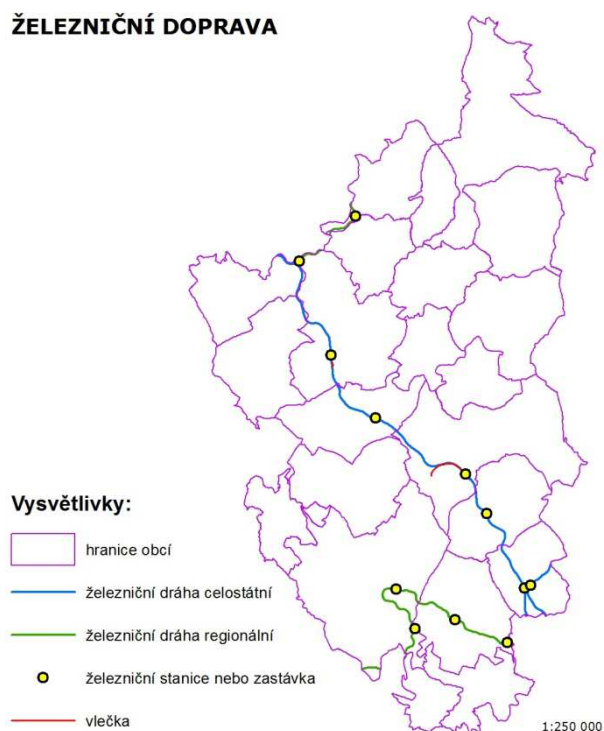 ŽELEZNIČNÍ DOPRAVA
Vysvětlivky:
hranice obcí
železniční dráha celostátní
železniční dráha regionální
železniční stanice nebo zastávka
vlečka
1:250 000